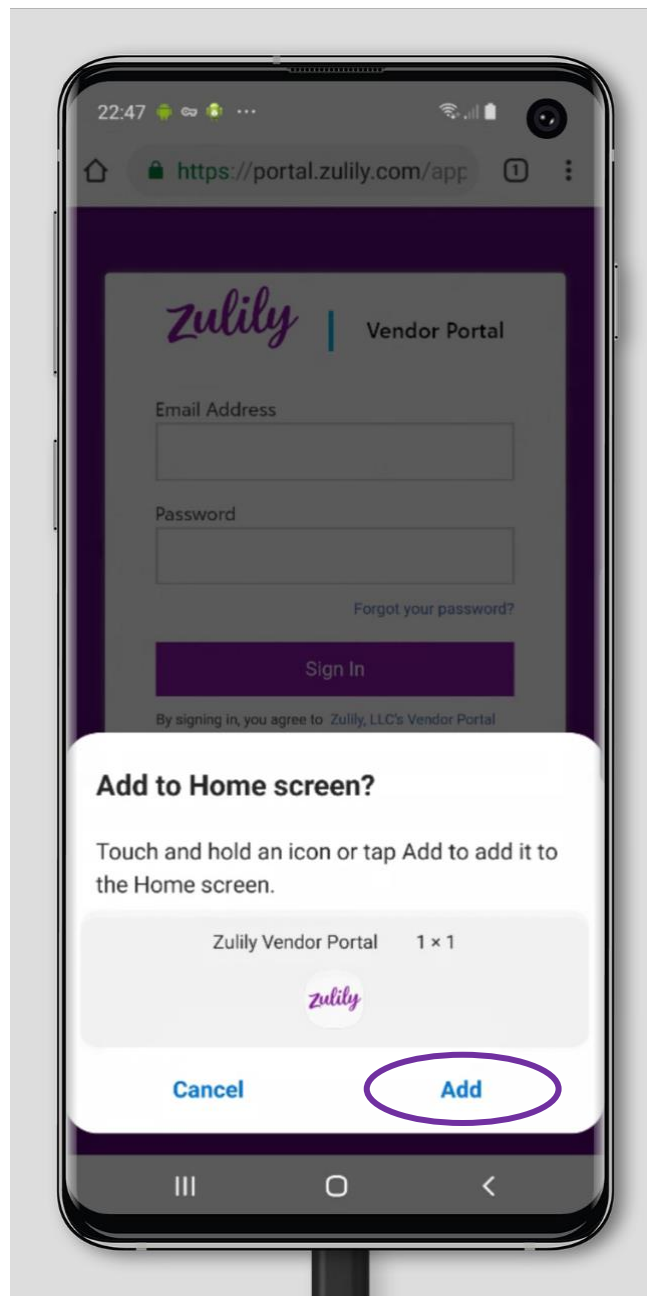 22:47
https://portal.zulily.com/app
1
zulily | Vendor Portal
Email Address
Password
Forgot your password?
Sign In
By signing in, you agree to Zulily, LLC's Vendor Portal
Add to Home screen?
Touch and hold an icon or tap Add to add it to
the Home screen.
Zulily Vendor Portal 1 × 1
zulily
Cancel Add